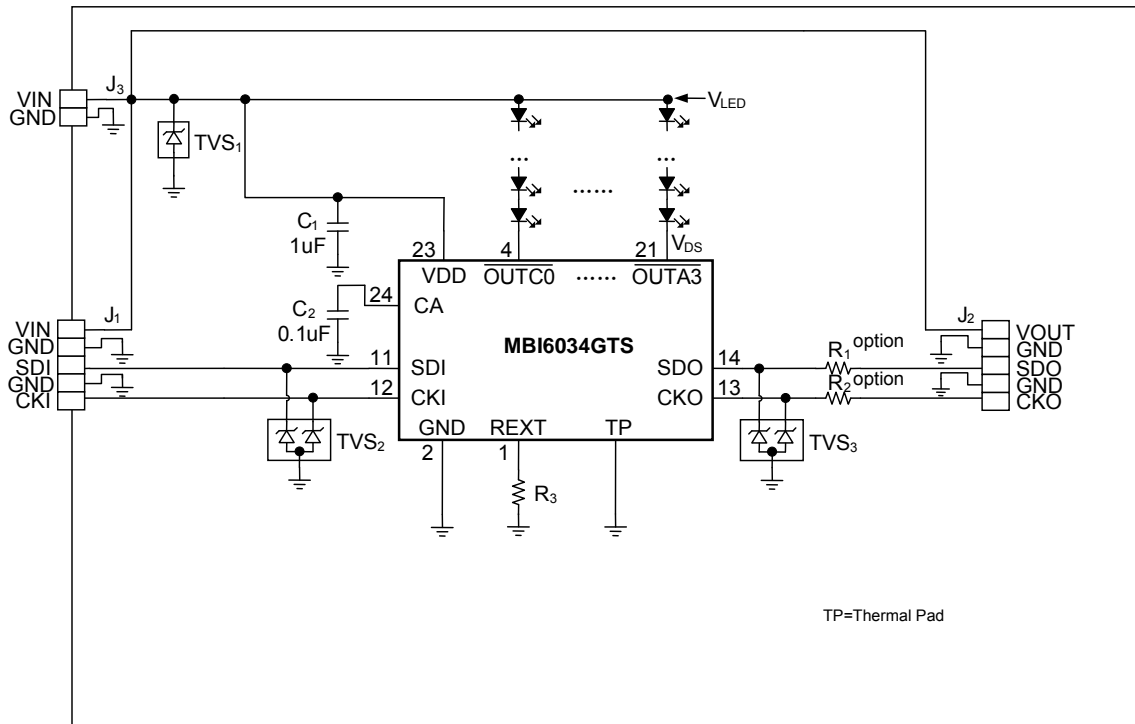 J3
VIN
GND
VLED
TVS1
...
...
......
C1
1uF
23
4
21
VDS
VDD
OUTC0
......
OUTA3
24
CA
C2
0.1uF
MBI6034GTS
J1
VIN
GND
SDI
GND
CKI
11
SDI
12
CKI
SDO
14
CKO
13
R1 option
R2 option
J2
VOUT
GND
SDO
GND
CKO
TVS2
TVS3
GND
REXT
TP
2
1
R3
TP=Thermal Pad